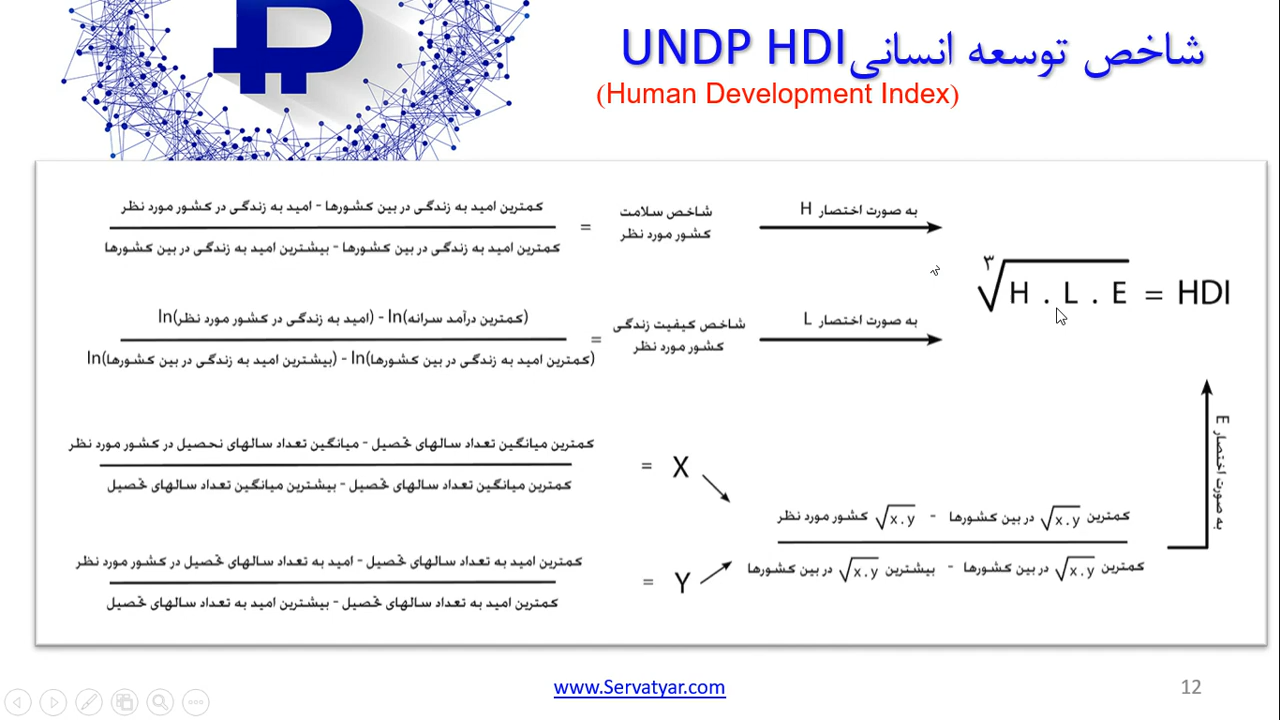 شاخص توسعه انسانی UNDP HDI
(Human Development Index)
کمترین امید به زندگی در بین کشورها - امید به زندگی در کشور مورد نظر
کمترین امید به زندگی در بین کشورها - بیشترین امید به زندگی در بین کشورها
=
شاخص سلامت
کشور مورد نظر
به صورت اختصار H
ln(امید به زندگی در کشور مورد نظر) - ln(کمترین درآمد سرانه)
ln(بیشترین امید به زندگی در بین کشورها) - ln(کمترین امید به زندگی در بین کشورها)
=
شاخص کیفیت زندگی
کشور مورد نظر
به صورت اختصار L
∛H . L . E = HDI
کمترین میانگین تعداد سالهای تحصیل - میانگین تعداد سالهای تحصیل در کشور مورد نظر
کمترین میانگین تعداد سالهای تحصیل - بیشترین میانگین تعداد سالهای تحصیل
= X
کمترین امید به تعداد سالهای تحصیل - امید به تعداد سالهای تحصیل در کشور مورد نظر
کمترین امید به تعداد سالهای تحصیل - بیشترین امید به تعداد سالهای تحصیل
= Y
کمترین √x.y در بین کشورها - √x.y کشور مورد نظر
کمترین √x.y در بین کشورها - بیشترین √x.y در بین کشورها
به صورت اختصار E
www.Servatyar.com
12